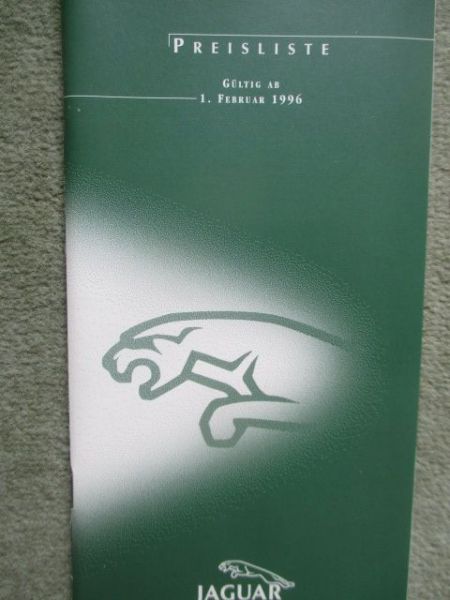 PREISLISTE
GÜLTIG AB
1. FEBRUAR 1996
JAGUAR